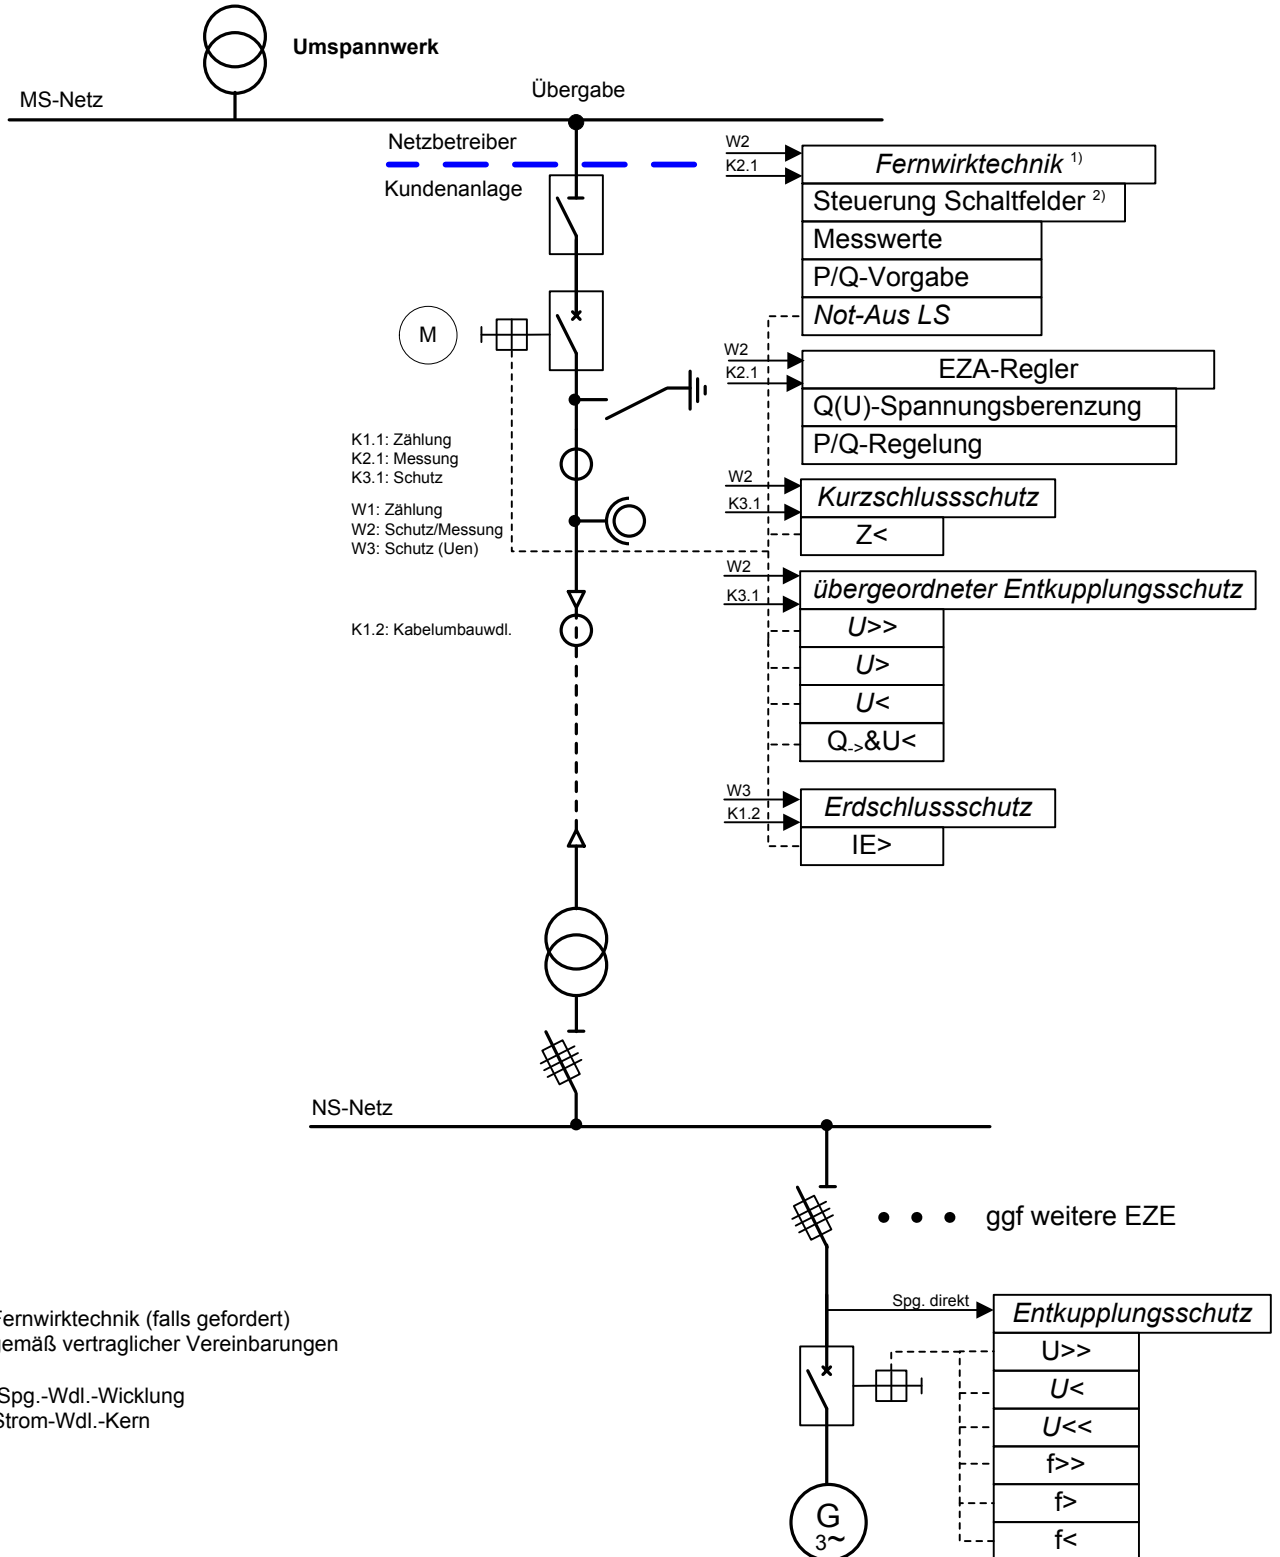 Umspannwerk
MS-Netz
Übergabe
Netzbetreiber
Kundenanlage
M
K1.1: Zählung
K2.1: Messung
K3.1: Schutz
W1: Zählung
W2: Schutz/Messung
W3: Schutz (Uen)
K1.2: Kabelumbauwdl.
W2
K2.1
Fernwirktechnik 1)
Steuerung Schaltfelder 2)
Messwerte
P/Q-Vorgabe
Not-Aus LS
W2
K2.1
EZA-Regler
Q(U)-Spannungsberenzung
P/Q-Regelung
W2
K3.1
Kurzschlussschutz
Z<
W2
K3.1
übergeordneter Entkupplungsschutz
U>>
U>
U<
Q->&U<
W3
K1.2
Erdschlussschutz
IE>
NS-Netz
ggf weitere EZE
Spg. direkt
Entkupplungsschutz
U>>
U<
U<<
f>>
f>
f<
G
3~
Fernwirktechnik (falls gefordert)
gemäß vertraglicher Vereinbarungen
Spg.-Wdl.-Wicklung
Strom-Wdl.-Kern